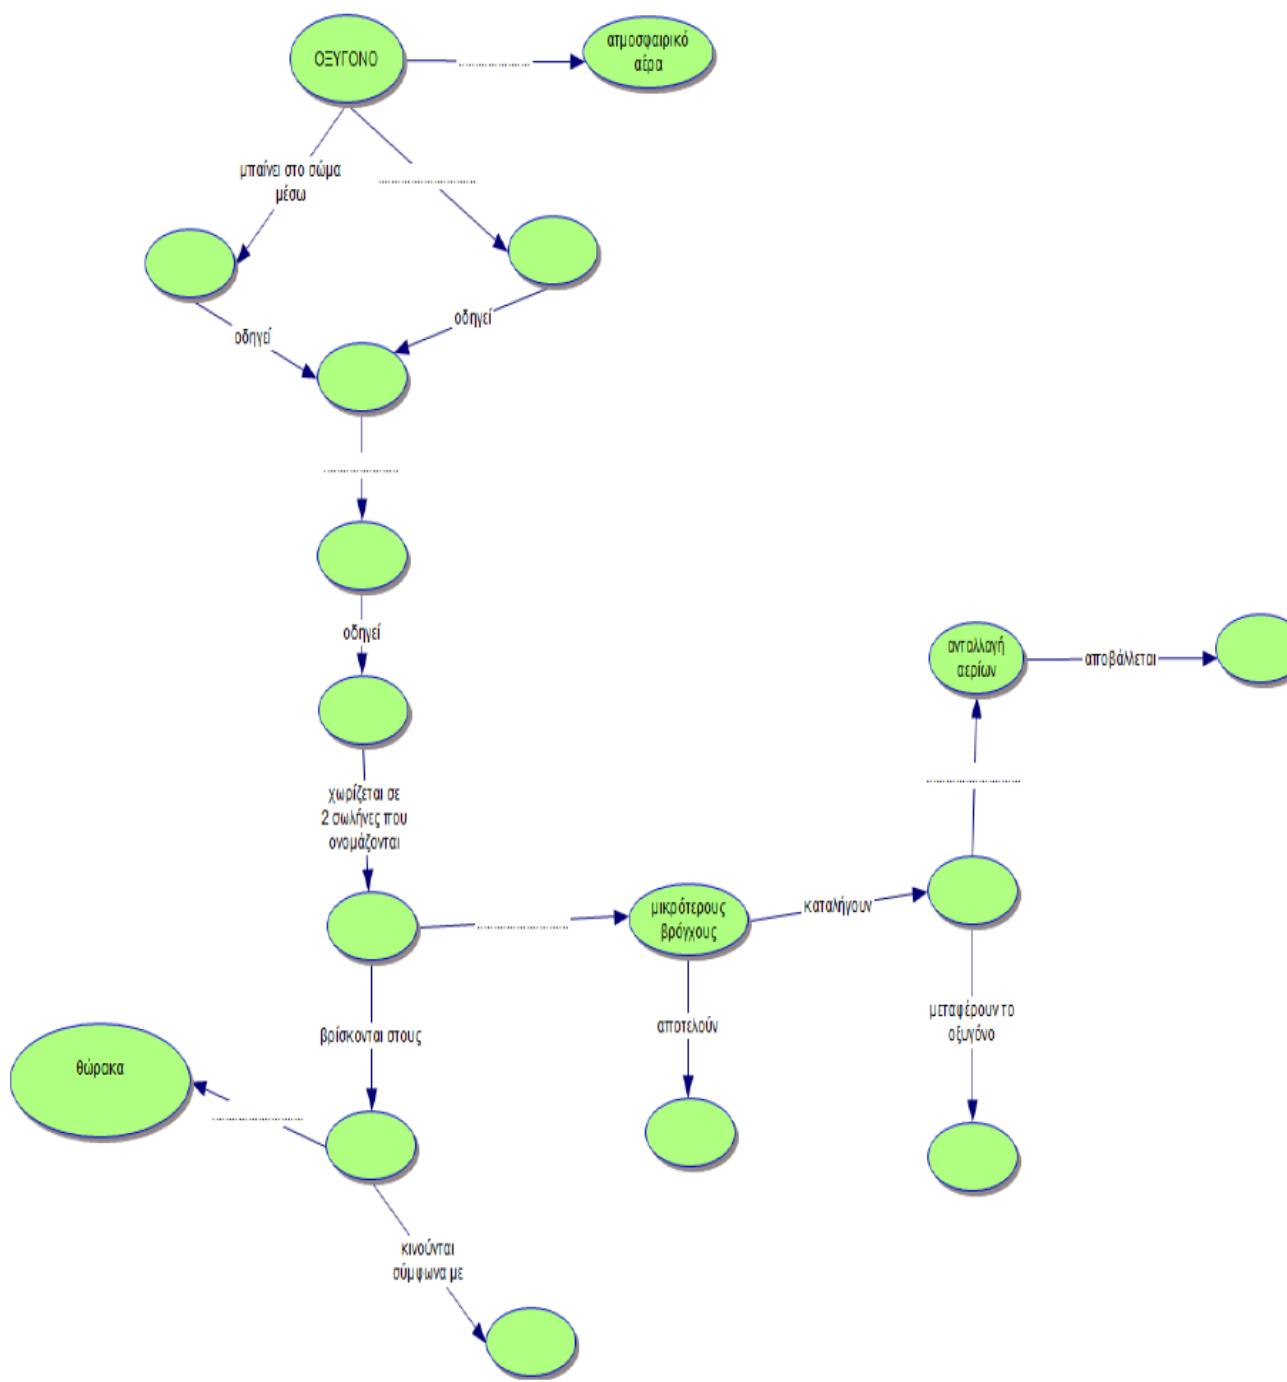 ΟΞΥΓΟΝΟ
ατμοσφαιρικό
αέρα
μπαίνει στο σώμα
μέσω
οδηγεί
οδηγεί
οδηγεί
ανταλλαγή
αερίων
αποβάλλεται
χωρίζεται σε
2 σωλήνες που
ονομάζονται
μικρότερους
βρόγχους
καταλήγουν
βρίσκονται στους
αποτελούν
μεταφέρουν το
οξυγόνο
θώρακα
κινούνται
σύμφωνα με